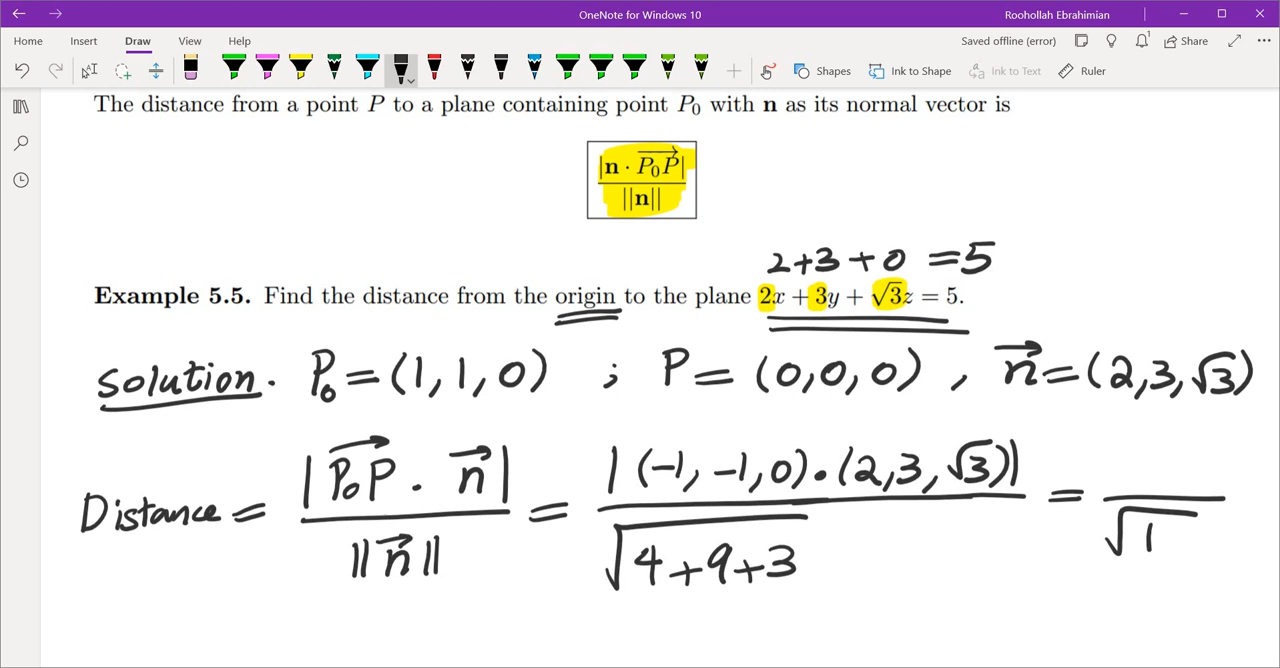 OneNote for Windows 10
Roohollah Ebrahimian
Home Insert Draw View Help
Saved offline (error) Share
Shapes Ink to Shape Ink to Text Ruler
The distance from a point P to a plane containing point P₀ with n as its normal vector is
|n · P₀P→|
||n||
2+3+0 =5
Example 5.5. Find the distance from the origin to the plane 2x + 3y + √3z = 5.
solution. P₀=(1,1,0) ; P=(0,0,0), n→=(2,3,√3)
Distance = |P₀P→ · n→| / ||n→|| = |(-1,-1,0)·(2,3,√3)| / √4+9+3 = / √1